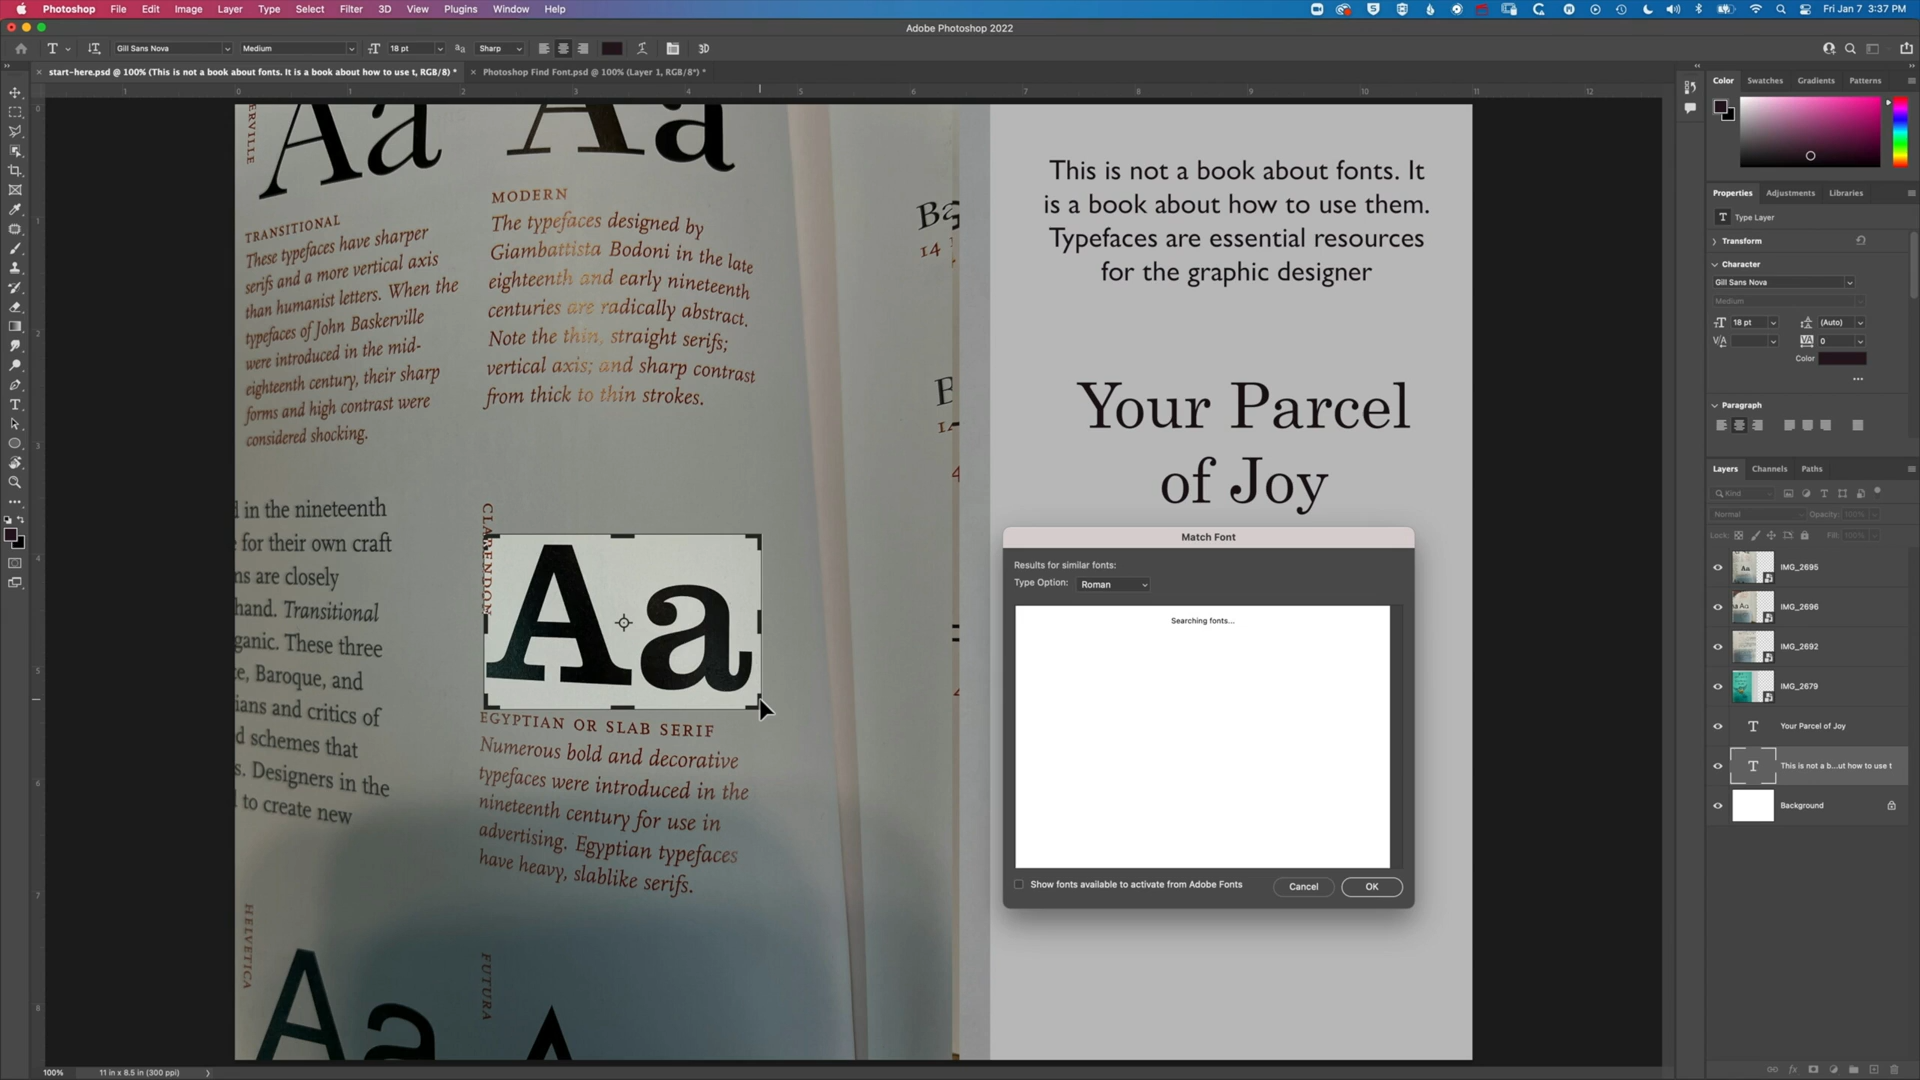 Photoshop File Edit Image Layer Type Select Filter 3D View Plugins Window Help
Fri Jan 7 3:37 PM
Adobe Photoshop 2022
Gill Sans Nova Medium 18 pt Sharp 3D
start-here.psd @ 100% (This is not a book about fonts. It is a book about how to use t, RGB/8) *
Photoshop Find Font.psd @ 100% (Layer 1, RGB/8*) *
Aa
Aa
TRANSITIONAL
These typefaces have sharper
serifs and a more vertical axis
than humanist letters. When the
typefaces of John Baskerville
were introduced in the mid-
eighteenth century, their sharp
forms and high contrast were
considered shocking.
MODERN
The typefaces designed by
Giambattista Bodoni in the late
eighteenth and early nineteenth
centuries are radically abstract.
Note the thin, straight serifs;
vertical axis; and sharp contrast
from thick to thin strokes.
14
in the nineteenth
for their own craft
ms are closely
hand. Transitional
ganic. These three
e, Baroque, and
ians and critics of
d schemes that
s. Designers in the
to create new
CLARENDON
Aa
EGYPTIAN OR SLAB SERIF
Numerous bold and decorative
typefaces were introduced in the
nineteenth century for use in
advertising. Egyptian typefaces
have heavy, slablike serifs.
HELVETICA
Aa
FUTURA
This is not a book about fonts. It
is a book about how to use them.
Typefaces are essential resources
for the graphic designer
Your Parcel
of Joy
Match Font
Results for similar fonts:
Type Option: Roman
Searching fonts...
Show fonts available to activate from Adobe Fonts
Cancel OK
Color Swatches Gradients Patterns
Properties Adjustments Libraries
Type Layer
Transform
Character
Gill Sans Nova
Medium
18 pt (Auto)
0
Color
Paragraph
Layers Channels Paths
Kind
Normal Opacity: 100%
Lock: Fill: 100%
IMG_2695
IMG_2696
IMG_2692
IMG_2679
Your Parcel of Joy
This is not a b...ut how to use t
Background
100% 11 in x 8.5 in (300 ppi)